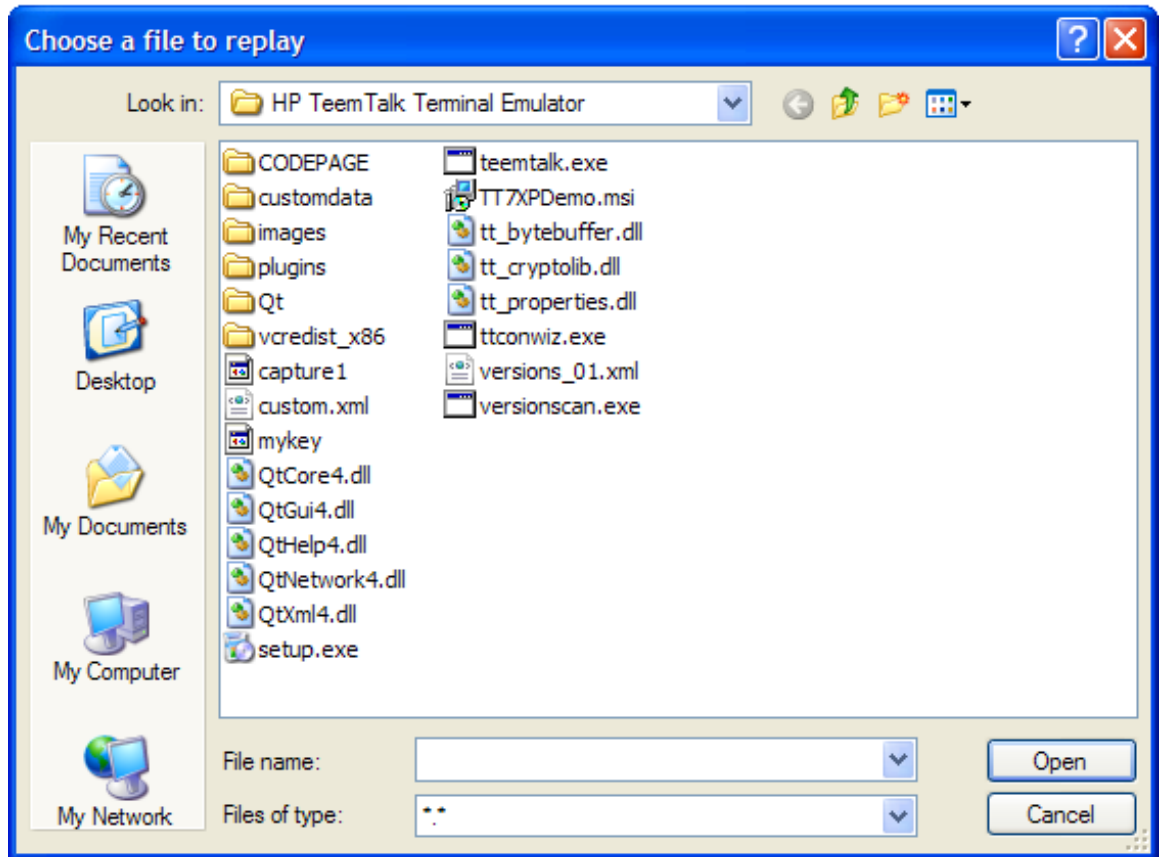 Choose a file to replay
Look in: HP TeemTalk Terminal Emulator
My Recent
Documents
Desktop
My Documents
My Computer
My Network
CODEPAGE
customdata
images
plugins
Qt
vcredist_x86
capture1
custom.xml
mykey
QtCore4.dll
QtGui4.dll
QtHelp4.dll
QtNetwork4.dll
QtXml4.dll
setup.exe
teemtalk.exe
TT7XPDemo.msi
tt_bytebuffer.dll
tt_cryptolib.dll
tt_properties.dll
ttconwiz.exe
versions_01.xml
versionscan.exe
File name:
Open
Files of type: *.*
Cancel